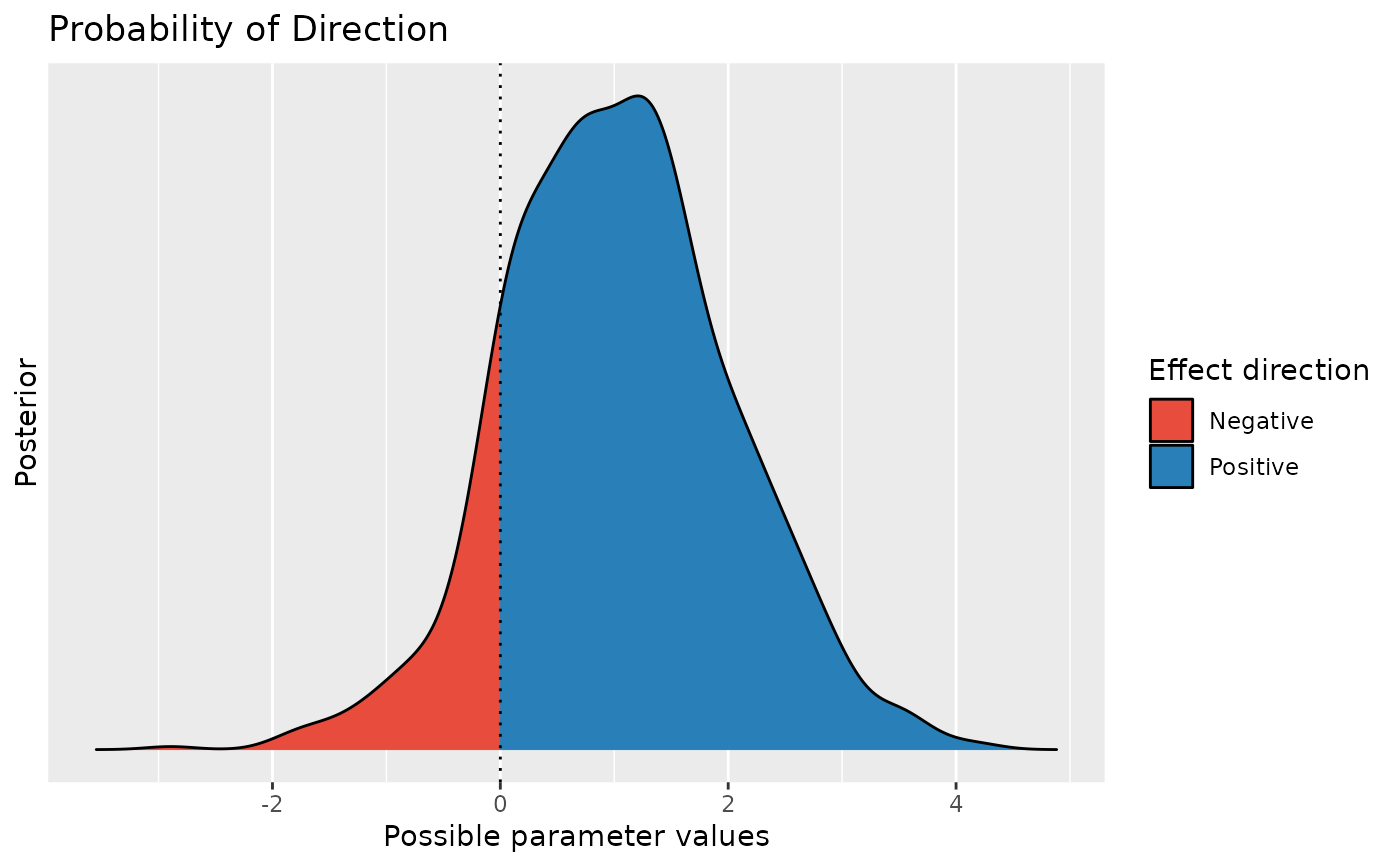 Probability of Direction
Posterior
-2
0
2
4
Possible parameter values
Effect direction
Negative
Positive